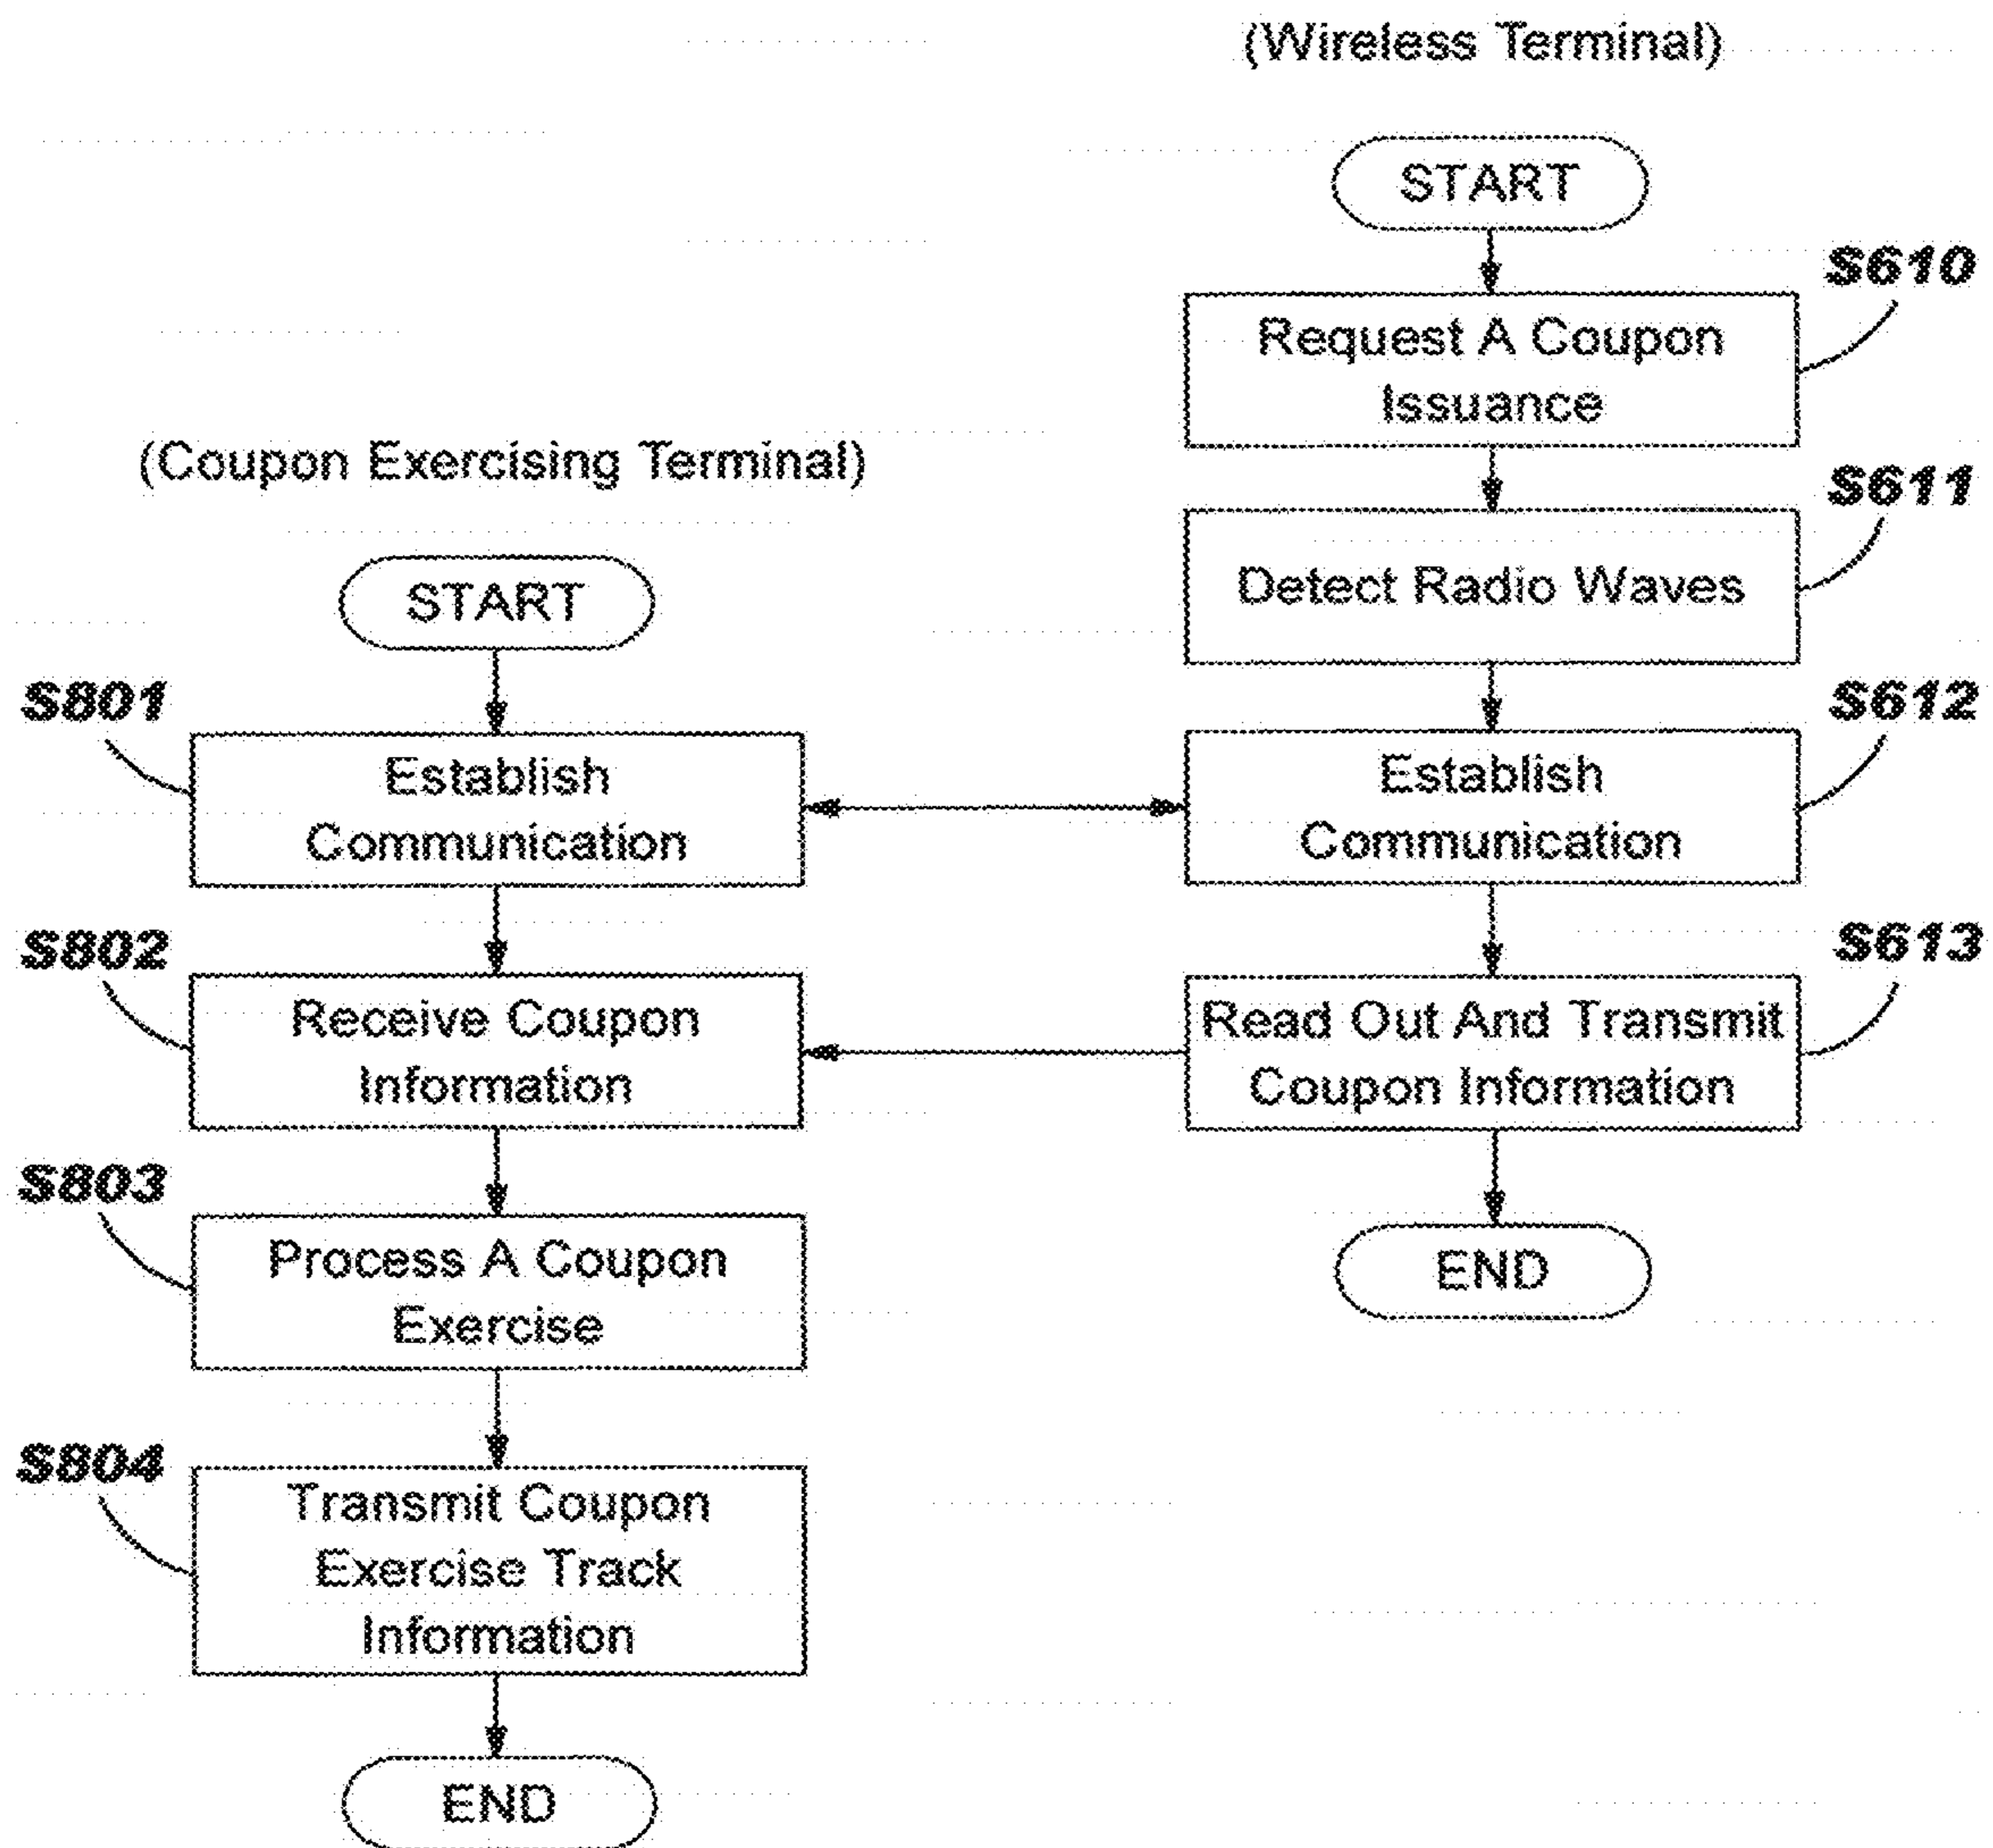 (Wireless Terminal)
START
S610
Request A Coupon
Issuance
S611
Detect Radio Waves
S612
Establish
Communication
S613
Read Out And Transmit
Coupon Information
END
(Coupon Exercising Terminal)
START
S801
Establish
Communication
S802
Receive Coupon
Information
S803
Process A Coupon
Exercise
S804
Transmit Coupon
Exercise Track
Information
END